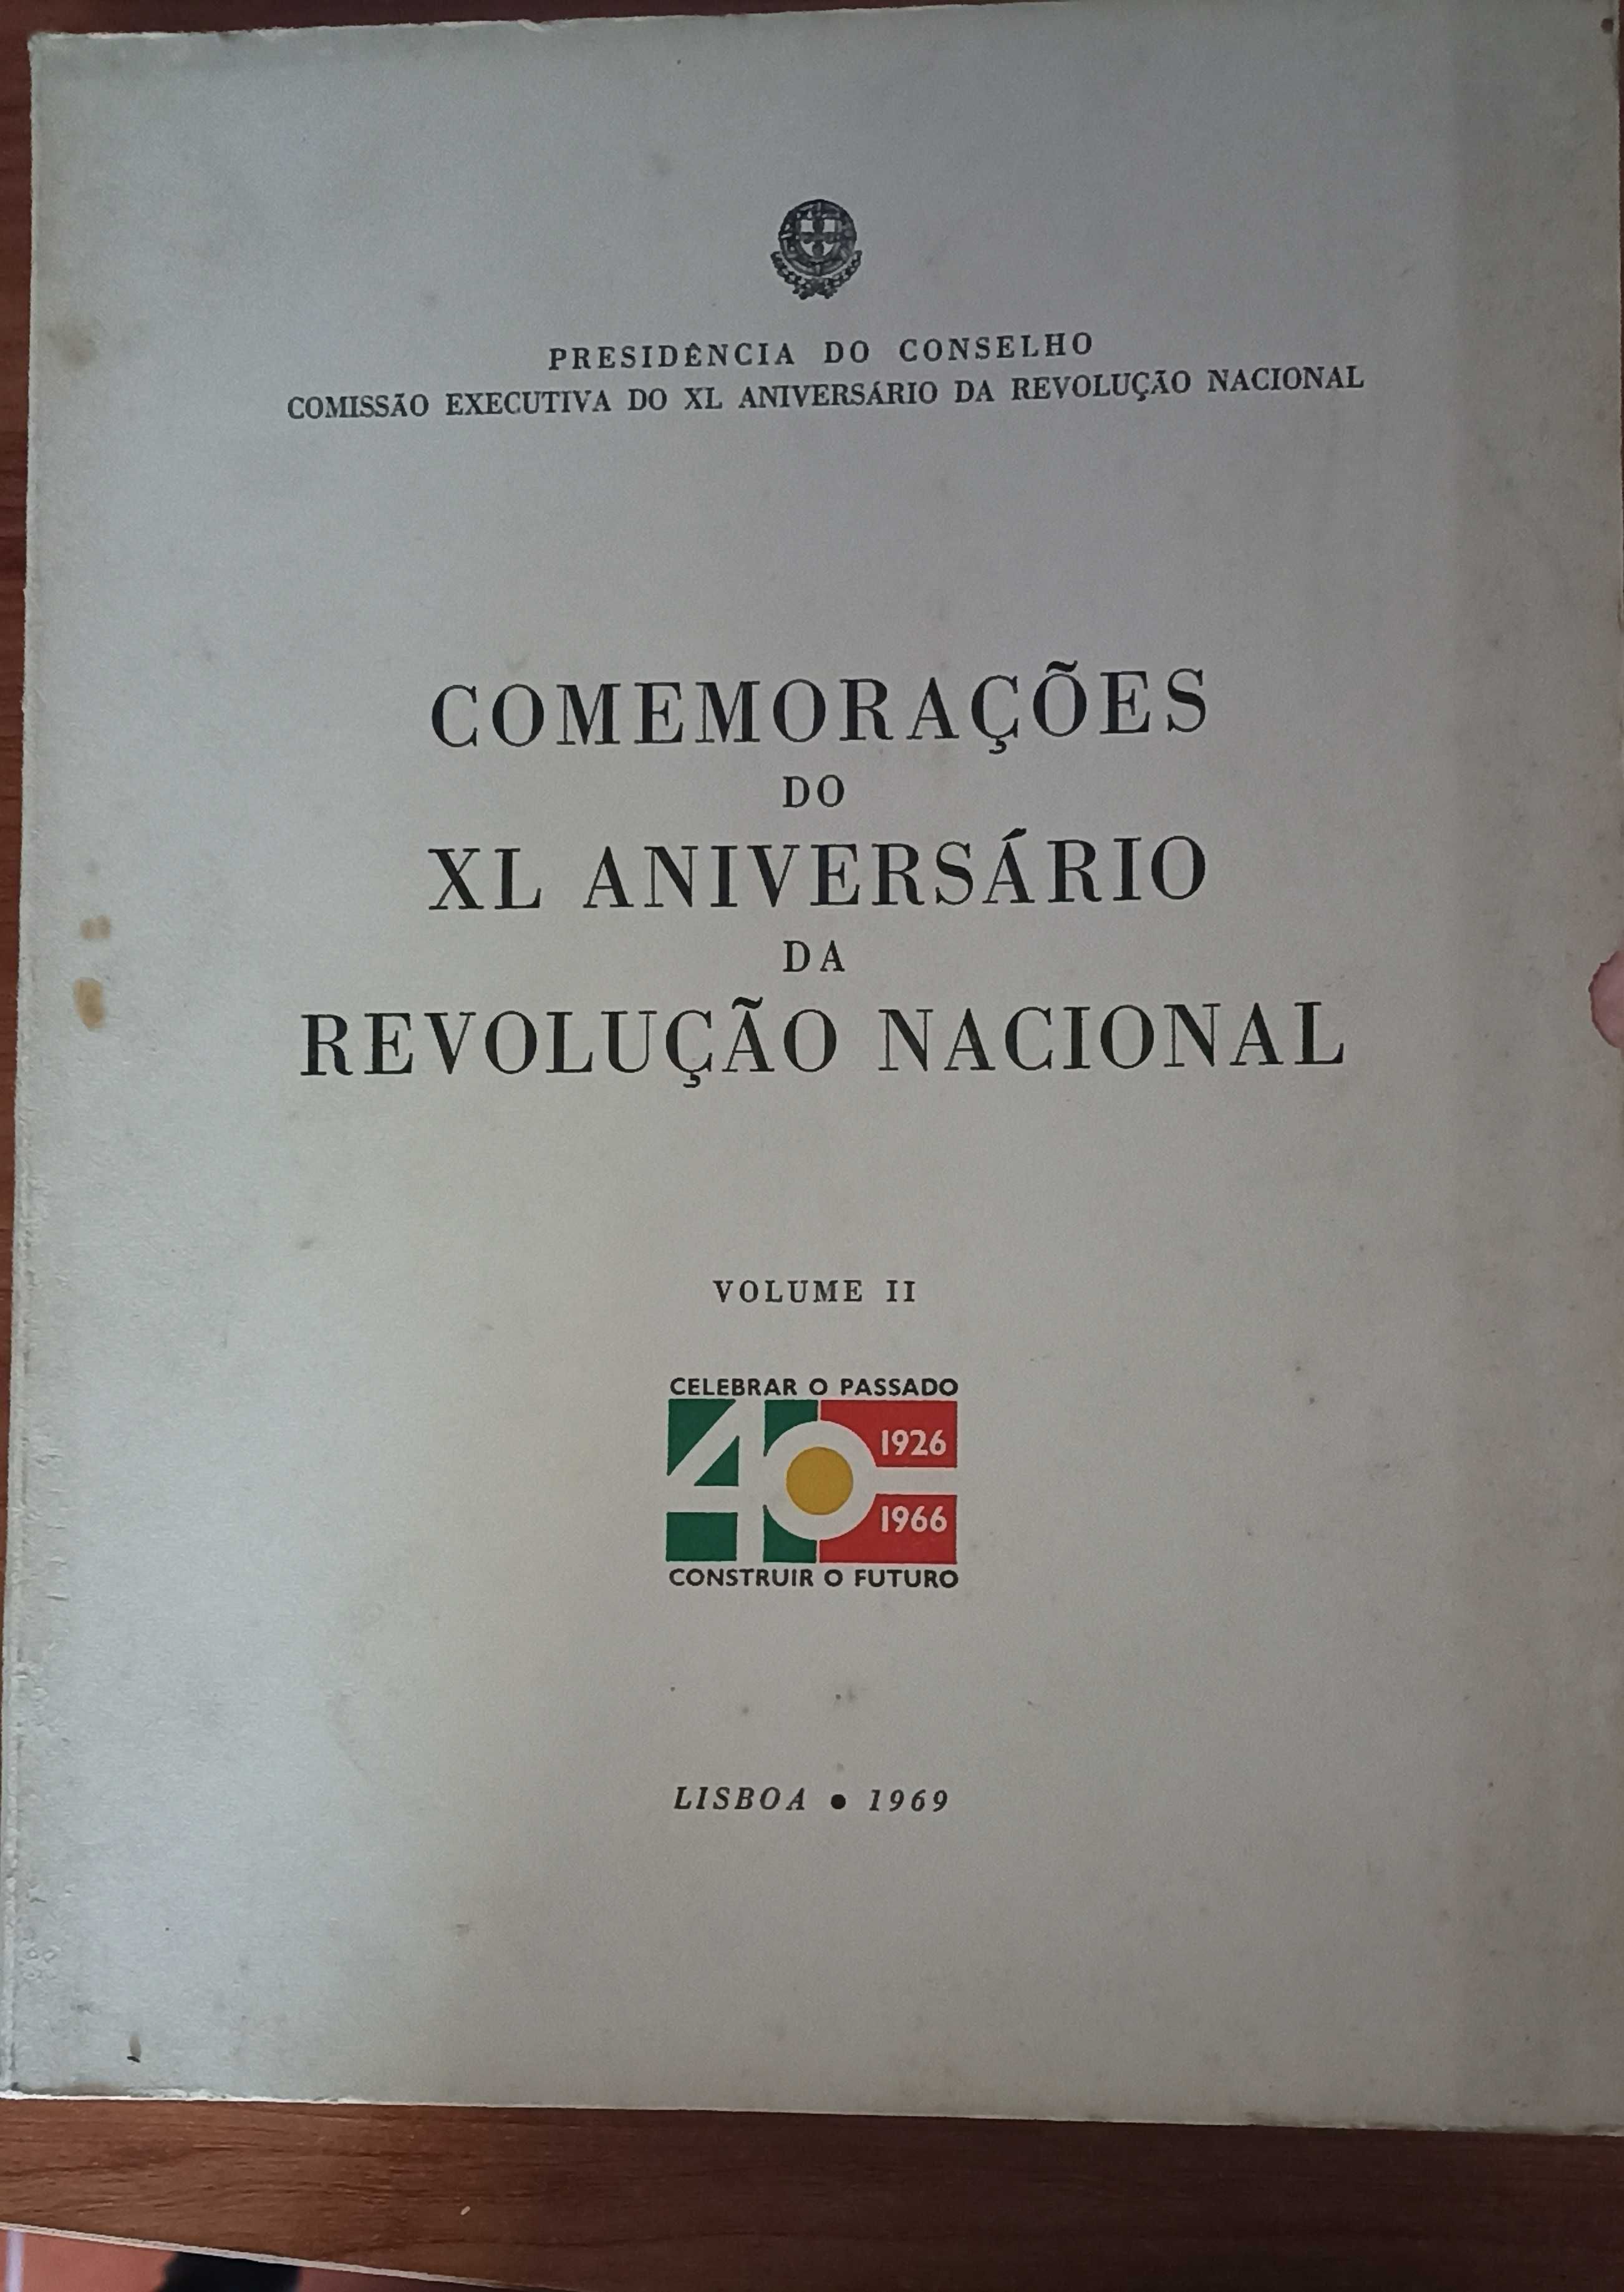 PRESIDÊNCIA DO CONSELHO
COMISSÃO EXECUTIVA DO XL ANIVERSÁRIO DA REVOLUÇÃO NACIONAL
COMEMORAÇÕES
DO
XL ANIVERSÁRIO
DA
REVOLUÇÃO NACIONAL
VOLUME II
CELEBRAR O PASSADO
40
1926
1966
CONSTRUIR O FUTURO
LISBOA • 1969